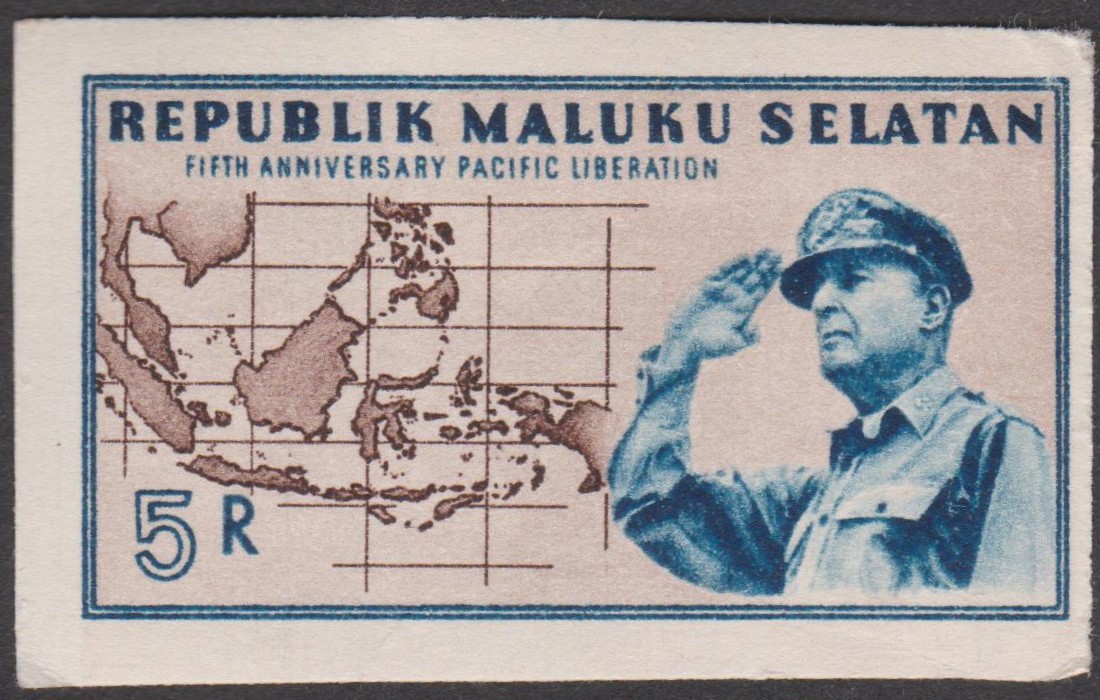 REPUBLIK MALUKU SELATAN
FIFTH ANNIVERSARY PACIFIC LIBERATION
5 R